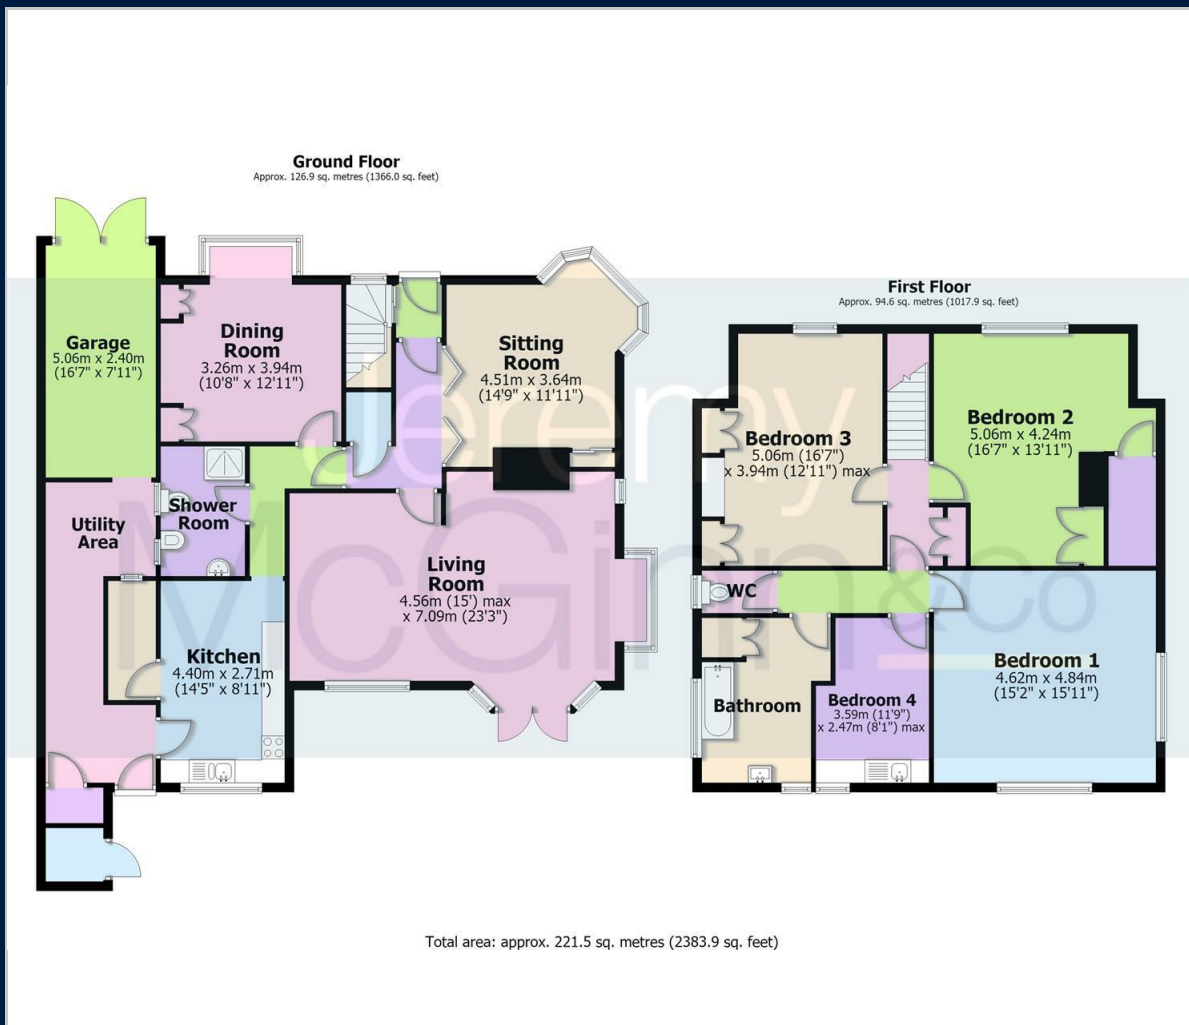 Ground Floor
Approx. 126.9 sq. metres (1366.0 sq. feet)
Garage
5.06m x 2.40m
(16'7" x 7'11")
Dining
Room
3.26m x 3.94m
(10'8" x 12'11")
Sitting
Room
4.51m x 3.64m
(14'9" x 11'11")
Utility
Area
Shower
Room
Living
Room
4.56m (15') max
x 7.09m (23'3")
Kitchen
4.40m x 2.71m
(14'5" x 8'11")
First Floor
Approx. 94.6 sq. metres (1017.9 sq. feet)
Bedroom 3
5.06m (16'7")
x 3.94m (12'11") max
Bedroom 2
5.06m x 4.24m
(16'7" x 13'11")
WC
Bathroom
Bedroom 4
3.59m (11'9")
x 2.47m (8'1") max
Bedroom 1
4.62m x 4.84m
(15'2" x 15'11")
Jeremy
McGinn&Co
Total area: approx. 221.5 sq. metres (2383.9 sq. feet)